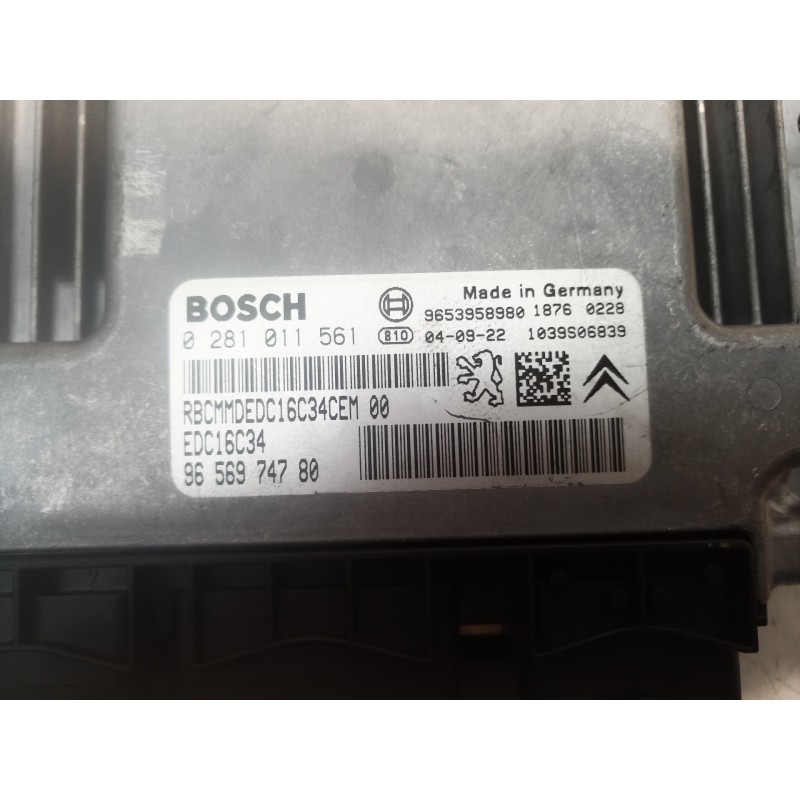 BOSCH
Made in Germany
9653958980 1876 0228
0 281 011 561 B10 04-09-22 1039S06839
RBCMMDEDC16C34CEM 00
EDC16C34
96 569 747 80